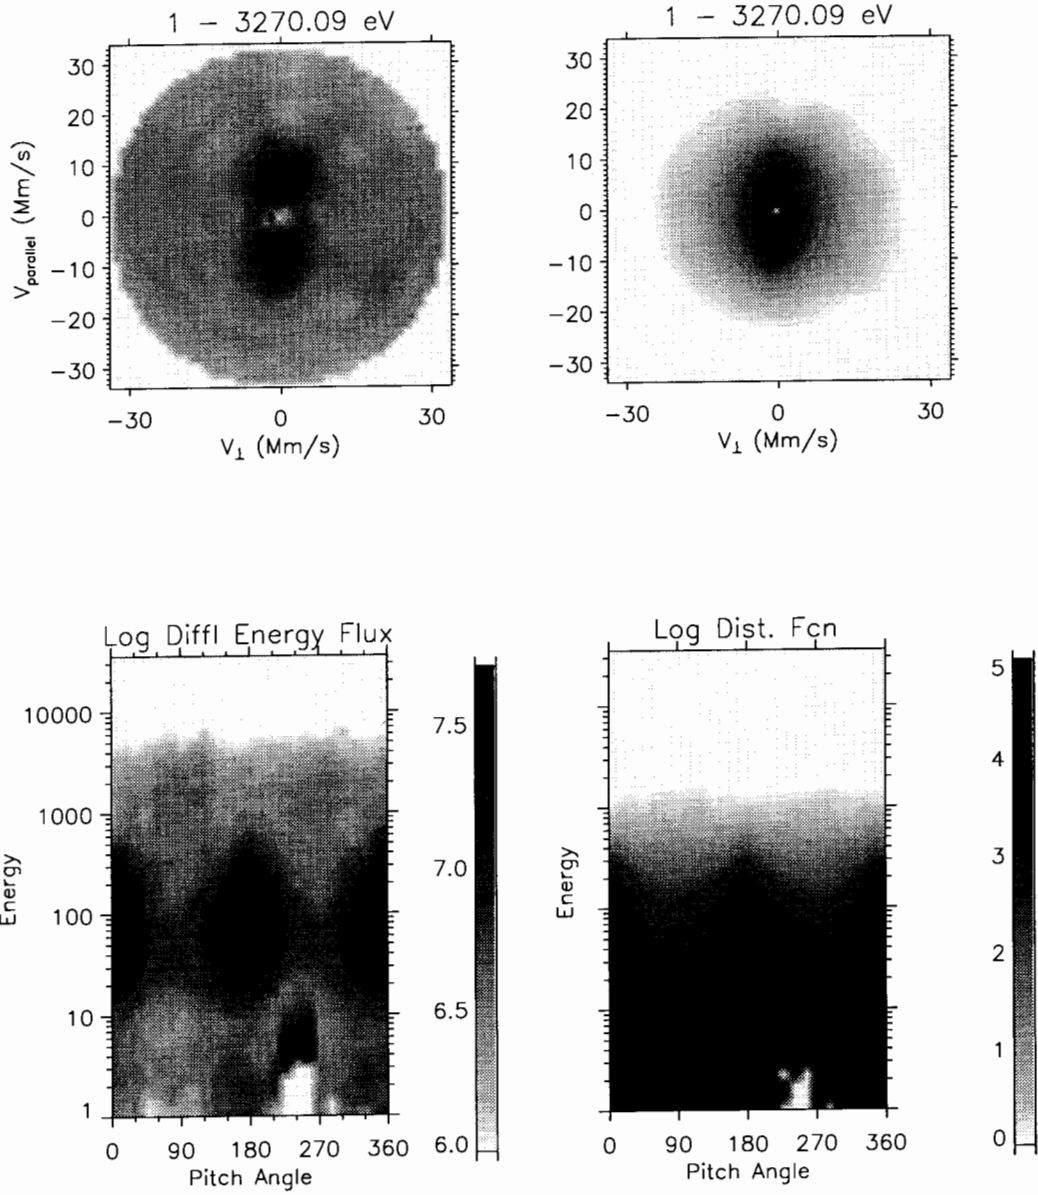 1 – 3270.09 eV
30
20
10
0
−10
−20
−30
V_parallel (Mm/s)
−30 0 30
V⊥ (Mm/s)
1 – 3270.09 eV
30
20
10
0
−10
−20
−30
−30 0 30
V⊥ (Mm/s)
Log Diffl Energy Flux
10000
1000
100
10
1
Energy
0 90 180 270 360
Pitch Angle
7.5
7.0
6.5
6.0
Log Dist. Fcn
Energy
0 90 180 270 360
Pitch Angle
5
4
3
2
1
0